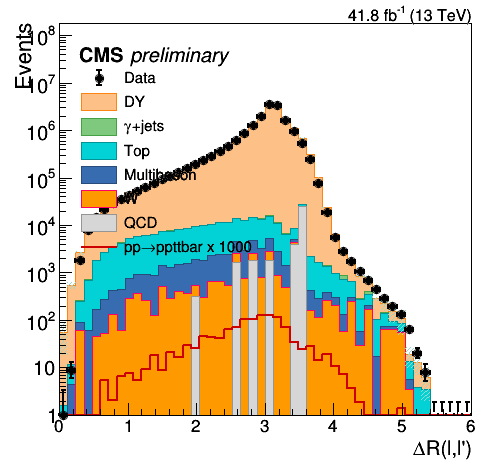 41.8 fb⁻¹ (13 TeV)
Events
10⁸
10⁷
10⁶
10⁵
10⁴
10³
10²
10
1
CMS preliminary
Data
DY
γ+jets
Top
Multiboson
W
QCD
pp→ppttbar x 1000
0 1 2 3 4 5 6
ΔR(l,l')